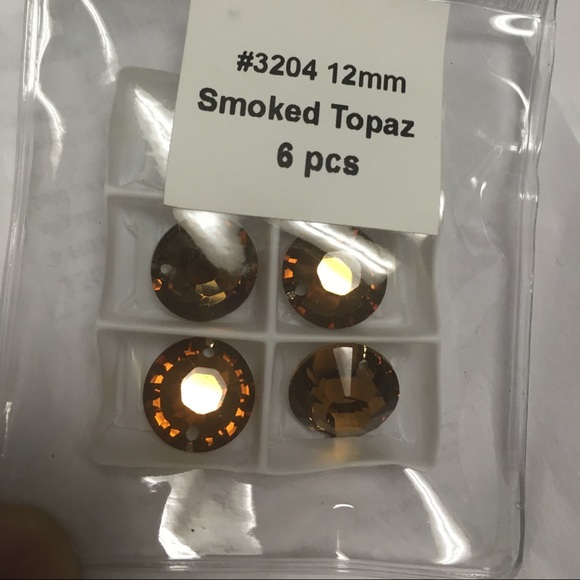 #3204 12mm
Smoked Topaz
6 pcs